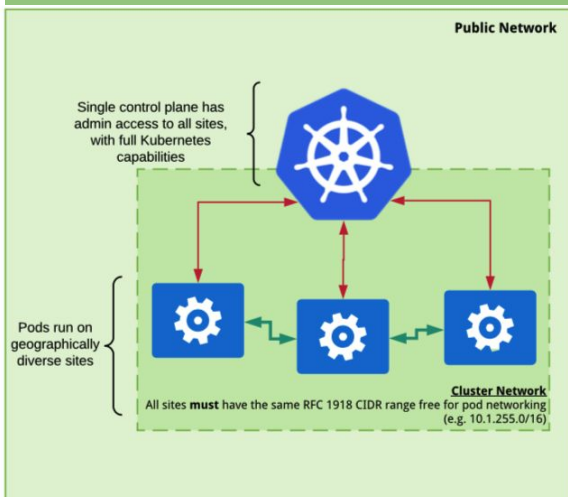 Public Network
Single control plane has
admin access to all sites,
with full Kubernetes
capabilities
Pods run on
geographically
diverse sites
Cluster Network
All sites must have the same RFC 1918 CIDR range free for pod networking
(e.g. 10.1.255.0/16)